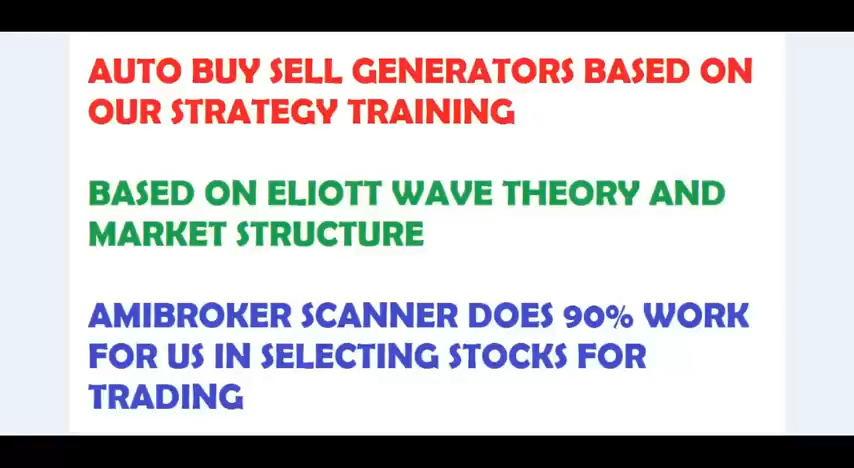 AUTO BUY SELL GENERATORS BASED ON
OUR STRATEGY TRAINING
BASED ON ELIOTT WAVE THEORY AND
MARKET STRUCTURE
AMIBROKER SCANNER DOES 90% WORK
FOR US IN SELECTING STOCKS FOR
TRADING